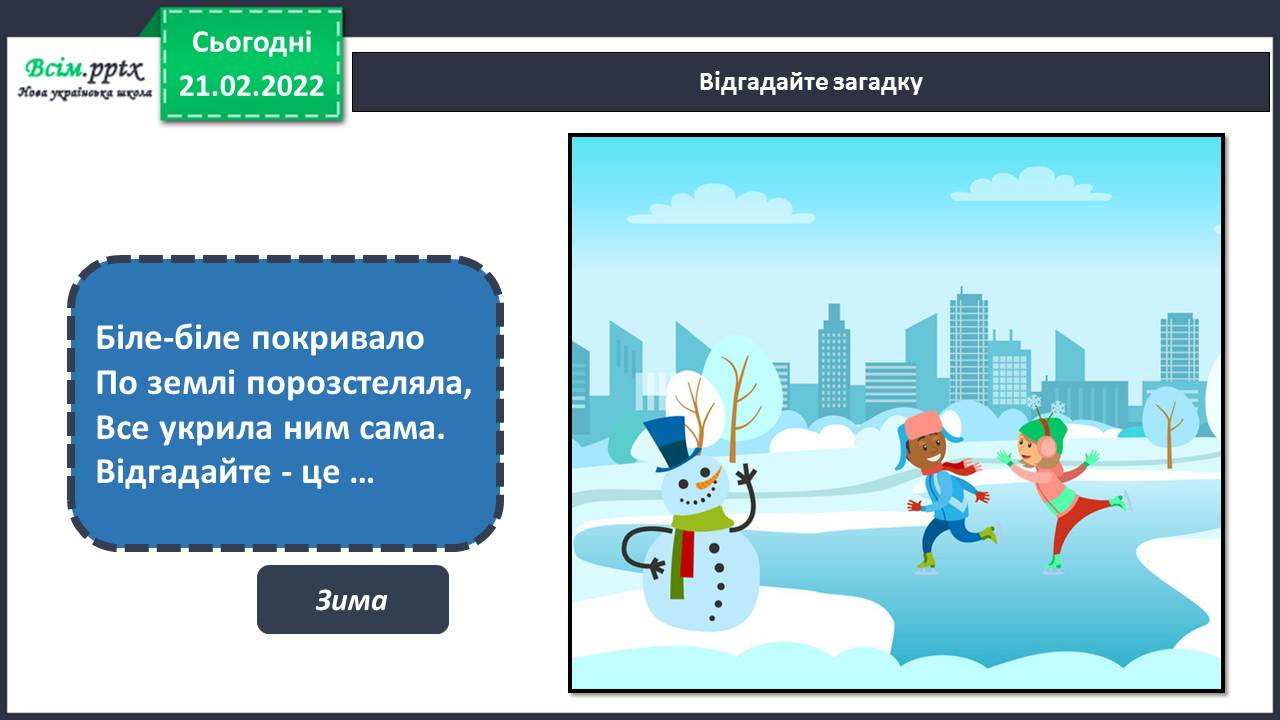 Сьогодні
21.02.2022
Всім.pptx
Нова українська школа
Відгадайте загадку
Біле-біле покривало
По землі порозстеляла,
Все укрила ним сама.
Відгадайте - це ...
Зима